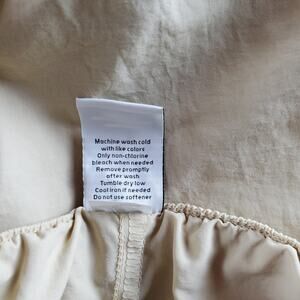 Machine wash cold
with like colors
Only non-chlorine
bleach when needed
Remove promptly
after wash
Tumble dry low
Cool iron if needed
Do not use softener